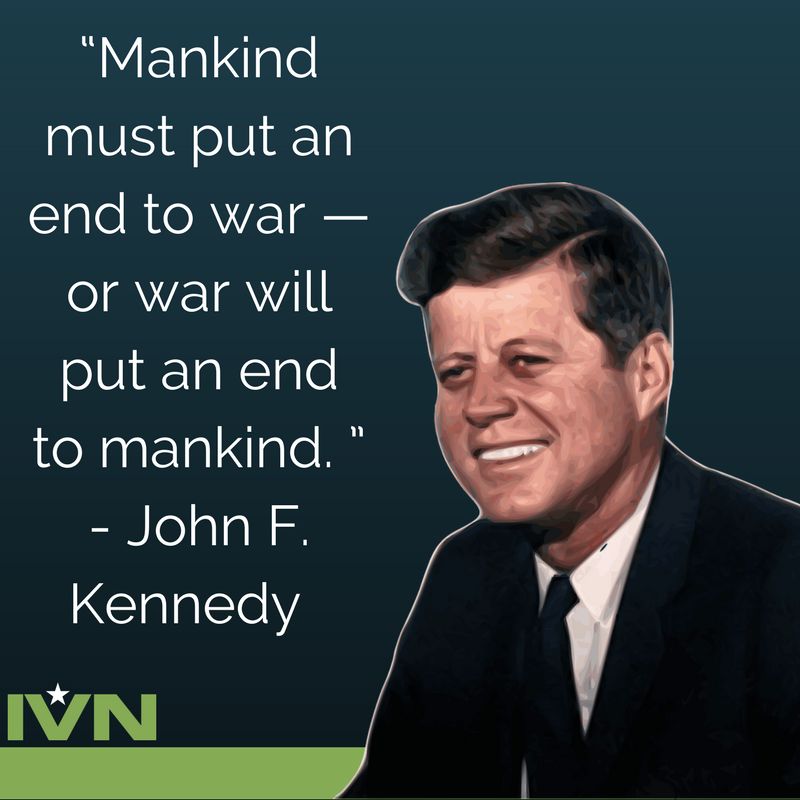 “Mankind
must put an
end to war —
or war will
put an end
to mankind. ”
- John F.
Kennedy
IVN